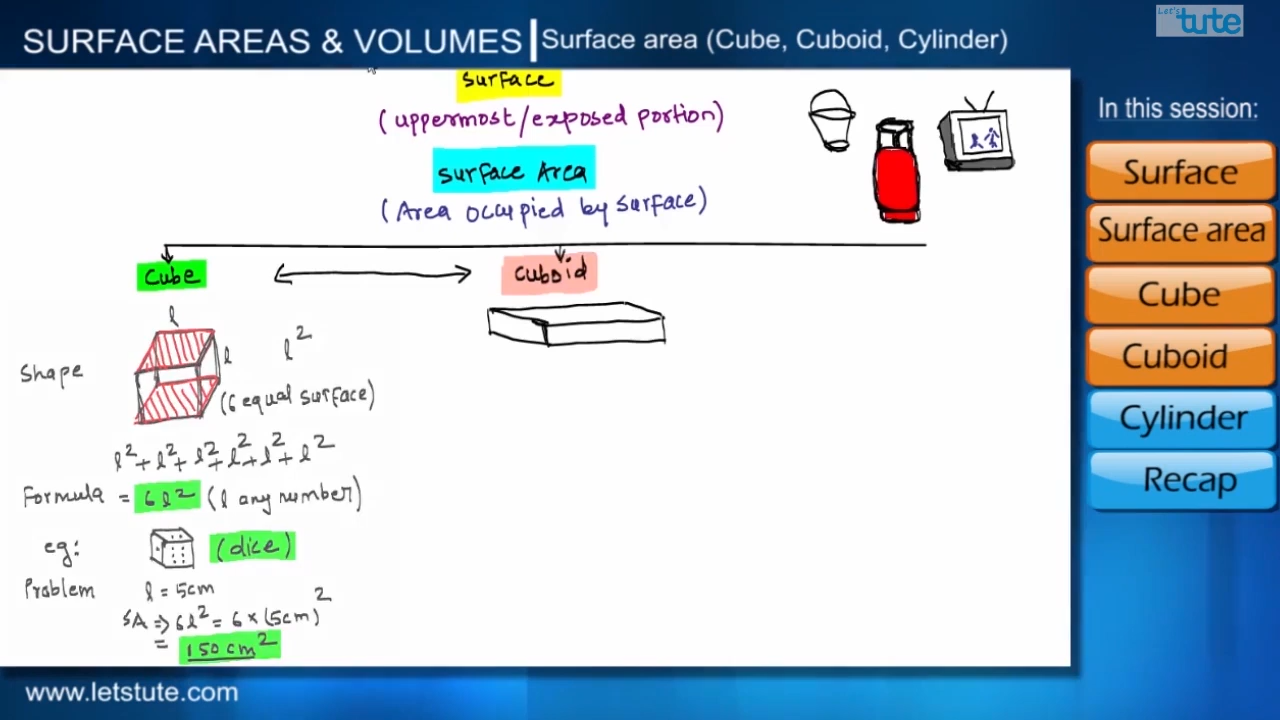 Let's
tute
SURFACE AREAS & VOLUMES | Surface area (Cube, Cuboid, Cylinder)
Surface
(uppermost/exposed portion)
Surface Area
(Area occupied by surface)
Cube
Cuboid
l
l
l²
Shape
(6 equal surface)
l² + l² + l² + l² + l² + l²
Formula = 6l² (l any number)
eg: (dice)
Problem l = 5cm
SA ⇒ 6l² = 6 × (5cm)²
= 150 cm²
In this session:
Surface
Surface area
Cube
Cuboid
Cylinder
Recap
www.letstute.com